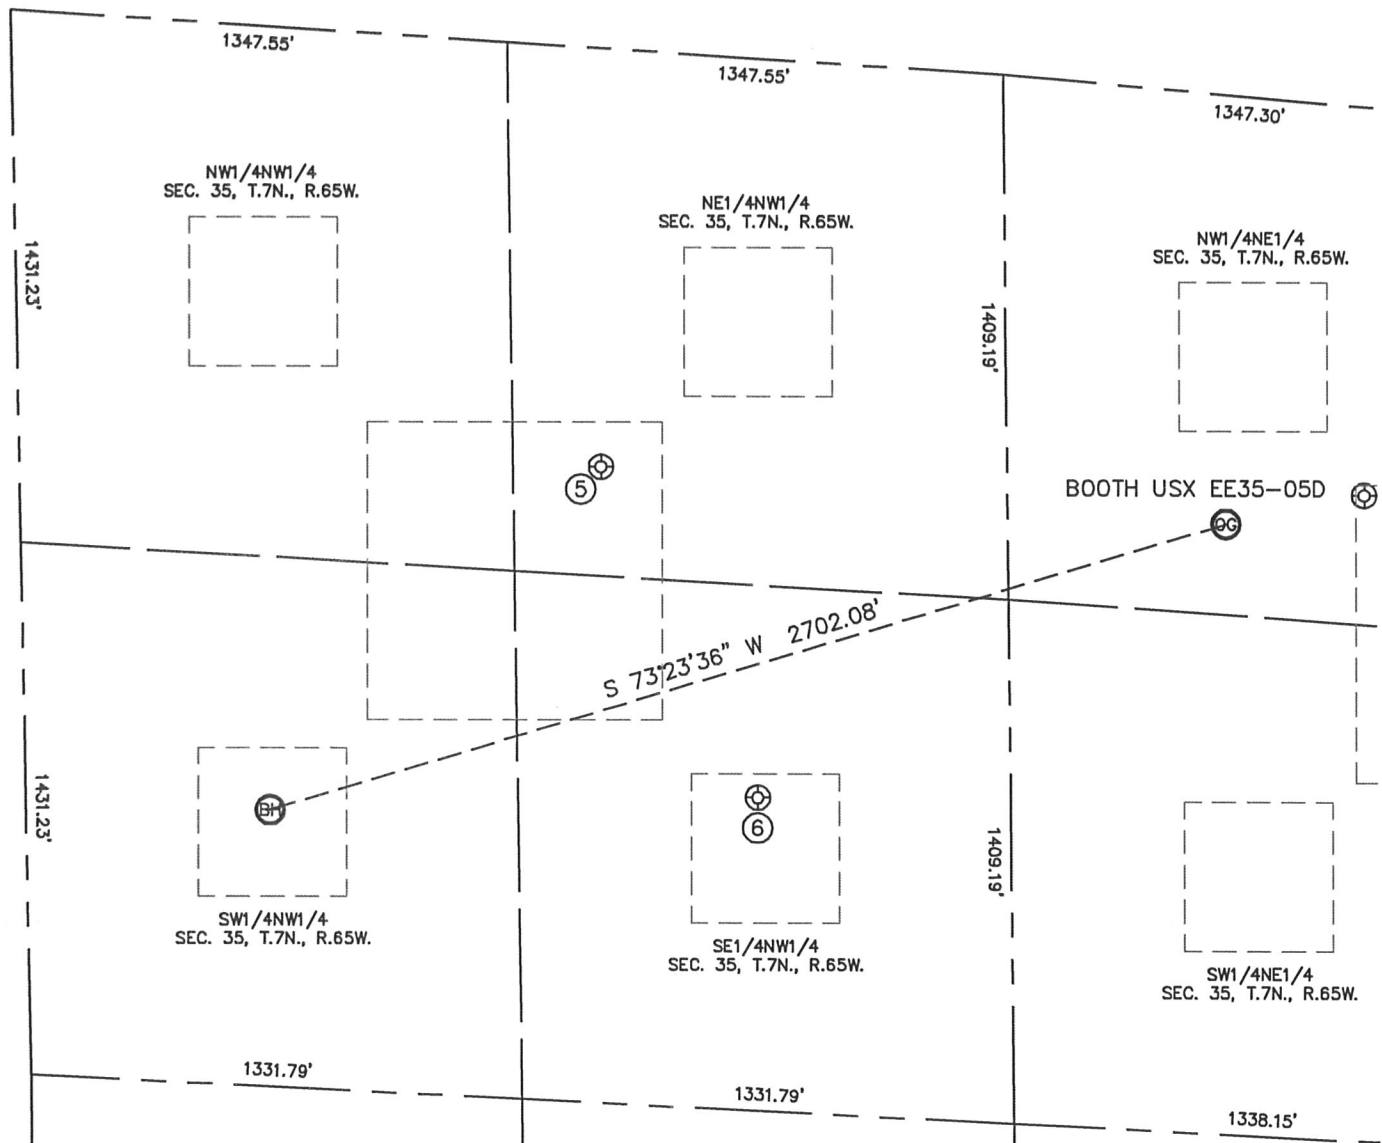 1347.55'
1347.55'
1347.30'
NW1/4NW1/4
SEC. 35, T.7N., R.65W.
NE1/4NW1/4
SEC. 35, T.7N., R.65W.
NW1/4NE1/4
SEC. 35, T.7N., R.65W.
1431.23'
1409.19'
5
BOOTH USX EE35-05D
OG
S 73°23'36" W 2702.08'
1431.23'
BH
6
1409.19'
SW1/4NW1/4
SEC. 35, T.7N., R.65W.
SE1/4NW1/4
SEC. 35, T.7N., R.65W.
SW1/4NE1/4
SEC. 35, T.7N., R.65W.
1331.79'
1331.79'
1338.15'